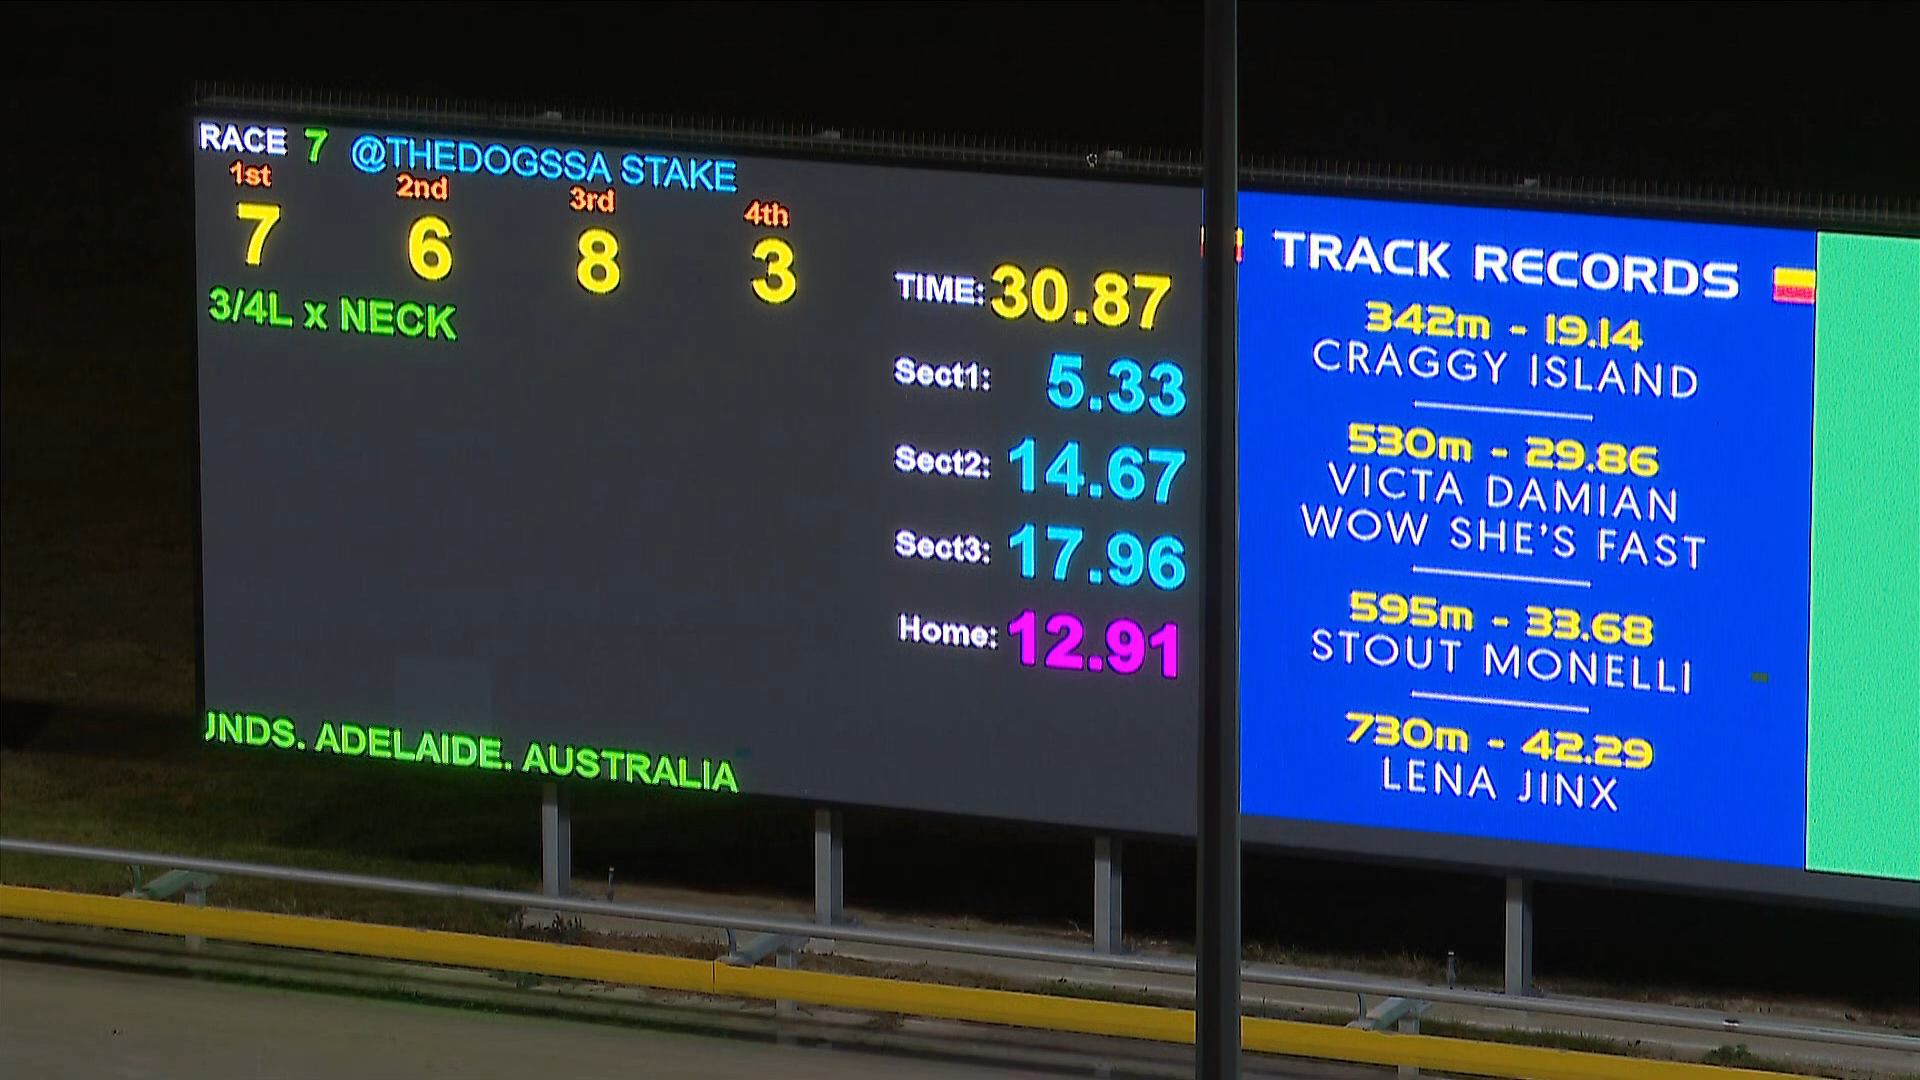 RACE 7 @THEDOGSSA STAKE
1st 2nd 3rd 4th
7 6 8 3
3/4L x NECK
TIME: 30.87
Sect1: 5.33
Sect2: 14.67
Sect3: 17.96
Home: 12.91
ADELAIDE. AUSTRALIA
TRACK RECORDS
342m - 19.14
CRAGGY ISLAND
530m - 29.86
VICTA DAMIAN
WOW SHE'S FAST
595m - 33.68
STOUT MONELLI
730m - 42.29
LENA JINX